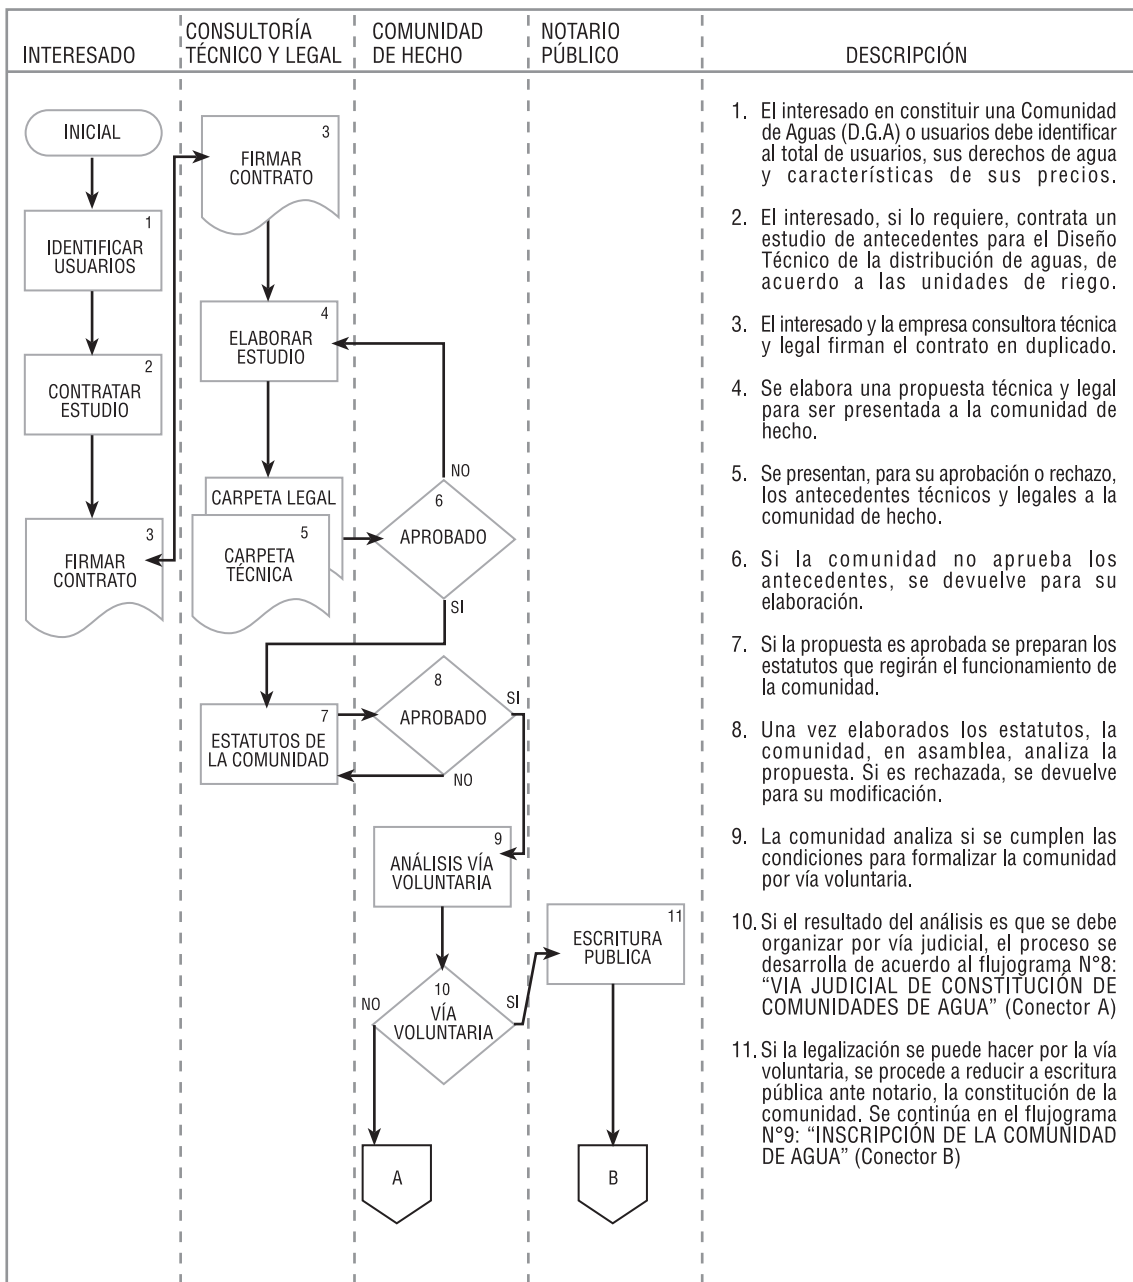 INTERESADO
CONSULTORÍA
TÉCNICO Y LEGAL
COMUNIDAD
DE HECHO
NOTARIO
PÚBLICO
DESCRIPCIÓN
INICIAL
1
IDENTIFICAR
USUARIOS
2
CONTRATAR
ESTUDIO
3
FIRMAR
CONTRATO
3
FIRMAR
CONTRATO
4
ELABORAR
ESTUDIO
CARPETA LEGAL
5
CARPETA
TÉCNICA
NO
6
APROBADO
SI
7
ESTATUTOS DE
LA COMUNIDAD
8
APROBADO
SI
NO
9
ANÁLISIS VÍA
VOLUNTARIA
10
VÍA
VOLUNTARIA
NO
SI
11
ESCRITURA
PUBLICA
A
B
1. El interesado en constituir una Comunidad
de Aguas (D.G.A) o usuarios debe identificar
al total de usuarios, sus derechos de agua
y características de sus precios.
2. El interesado, si lo requiere, contrata un
estudio de antecedentes para el Diseño
Técnico de la distribución de aguas, de
acuerdo a las unidades de riego.
3. El interesado y la empresa consultora técnica
y legal firman el contrato en duplicado.
4. Se elabora una propuesta técnica y legal
para ser presentada a la comunidad de
hecho.
5. Se presentan, para su aprobación o rechazo,
los antecedentes técnicos y legales a la
comunidad de hecho.
6. Si la comunidad no aprueba los
antecedentes, se devuelve para su
elaboración.
7. Si la propuesta es aprobada se preparan los
estatutos que regirán el funcionamiento de
la comunidad.
8. Una vez elaborados los estatutos, la
comunidad, en asamblea, analiza la
propuesta. Si es rechazada, se devuelve
para su modificación.
9. La comunidad analiza si se cumplen las
condiciones para formalizar la comunidad
por vía voluntaria.
10. Si el resultado del análisis es que se debe
organizar por vía judicial, el proceso se
desarrolla de acuerdo al flujograma N°8:
“VIA JUDICIAL DE CONSTITUCIÓN DE
COMUNIDADES DE AGUA” (Conector A)
11. Si la legalización se puede hacer por la vía
voluntaria, se procede a reducir a escritura
pública ante notario, la constitución de la
comunidad. Se continúa en el flujograma
N°9: “INSCRIPCIÓN DE LA COMUNIDAD
DE AGUA” (Conector B)